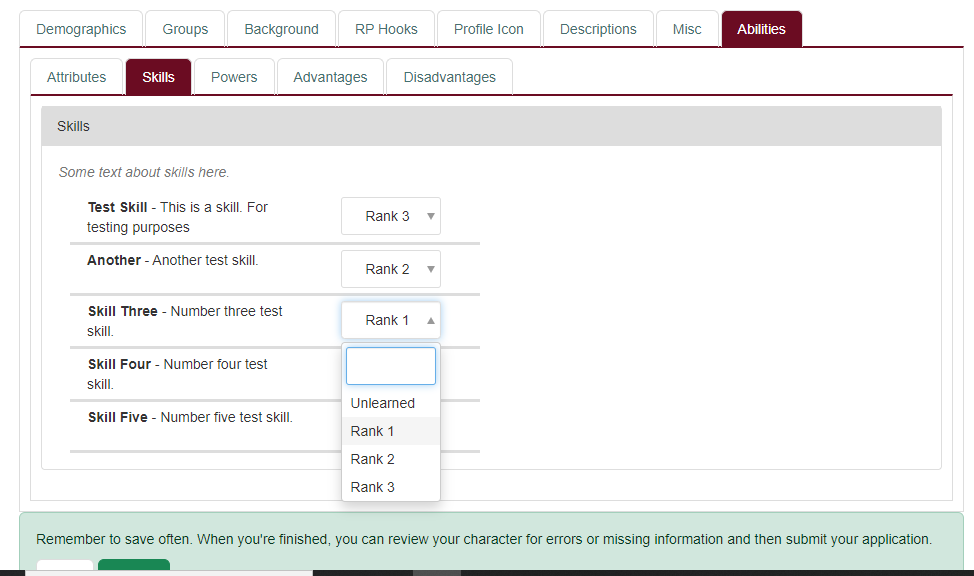 Demographics Groups Background RP Hooks Profile Icon Descriptions Misc Abilities
Attributes Skills Powers Advantages Disadvantages
Skills
Some text about skills here.
Test Skill - This is a skill. For
testing purposes
Rank 3
Another - Another test skill.
Rank 2
Skill Three - Number three test
skill.
Rank 1
Skill Four - Number four test
skill.
Skill Five - Number five test skill.
Unlearned
Rank 1
Rank 2
Rank 3
Remember to save often. When you're finished, you can review your character for errors or missing information and then submit your application.